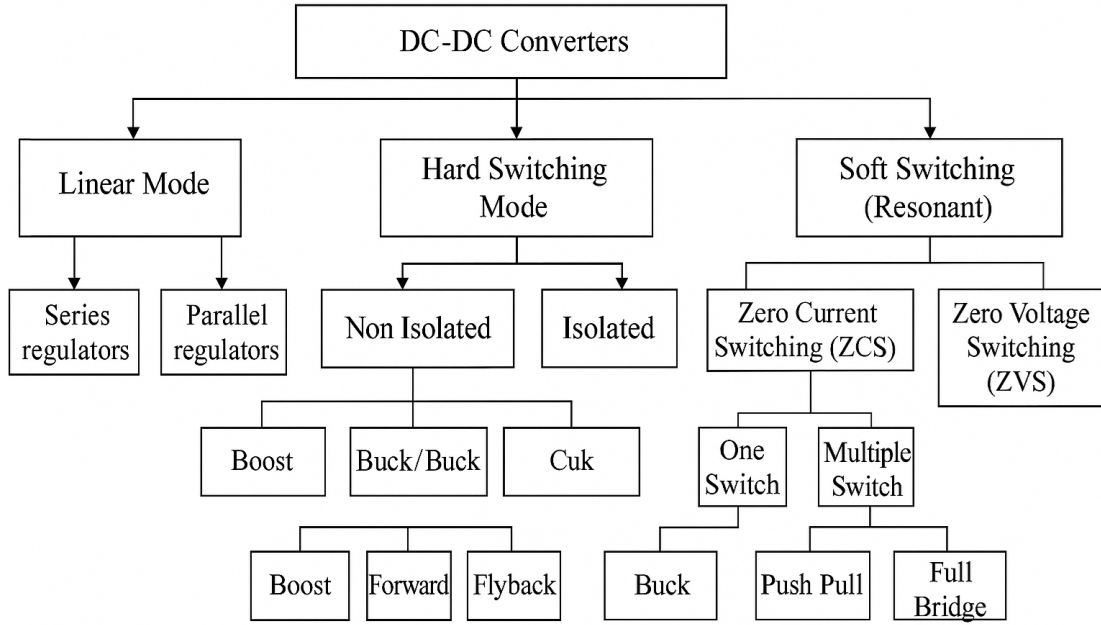 DC-DC Converters
Linear Mode
Hard Switching
Mode
Soft Switching
(Resonant)
Series
regulators
Parallel
regulators
Non Isolated
Isolated
Zero Current
Switching (ZCS)
Zero Voltage
Switching
(ZVS)
Boost
Buck/Buck
Cuk
One
Switch
Multiple
Switch
Boost
Forward
Flyback
Buck
Push Pull
Full
Bridge